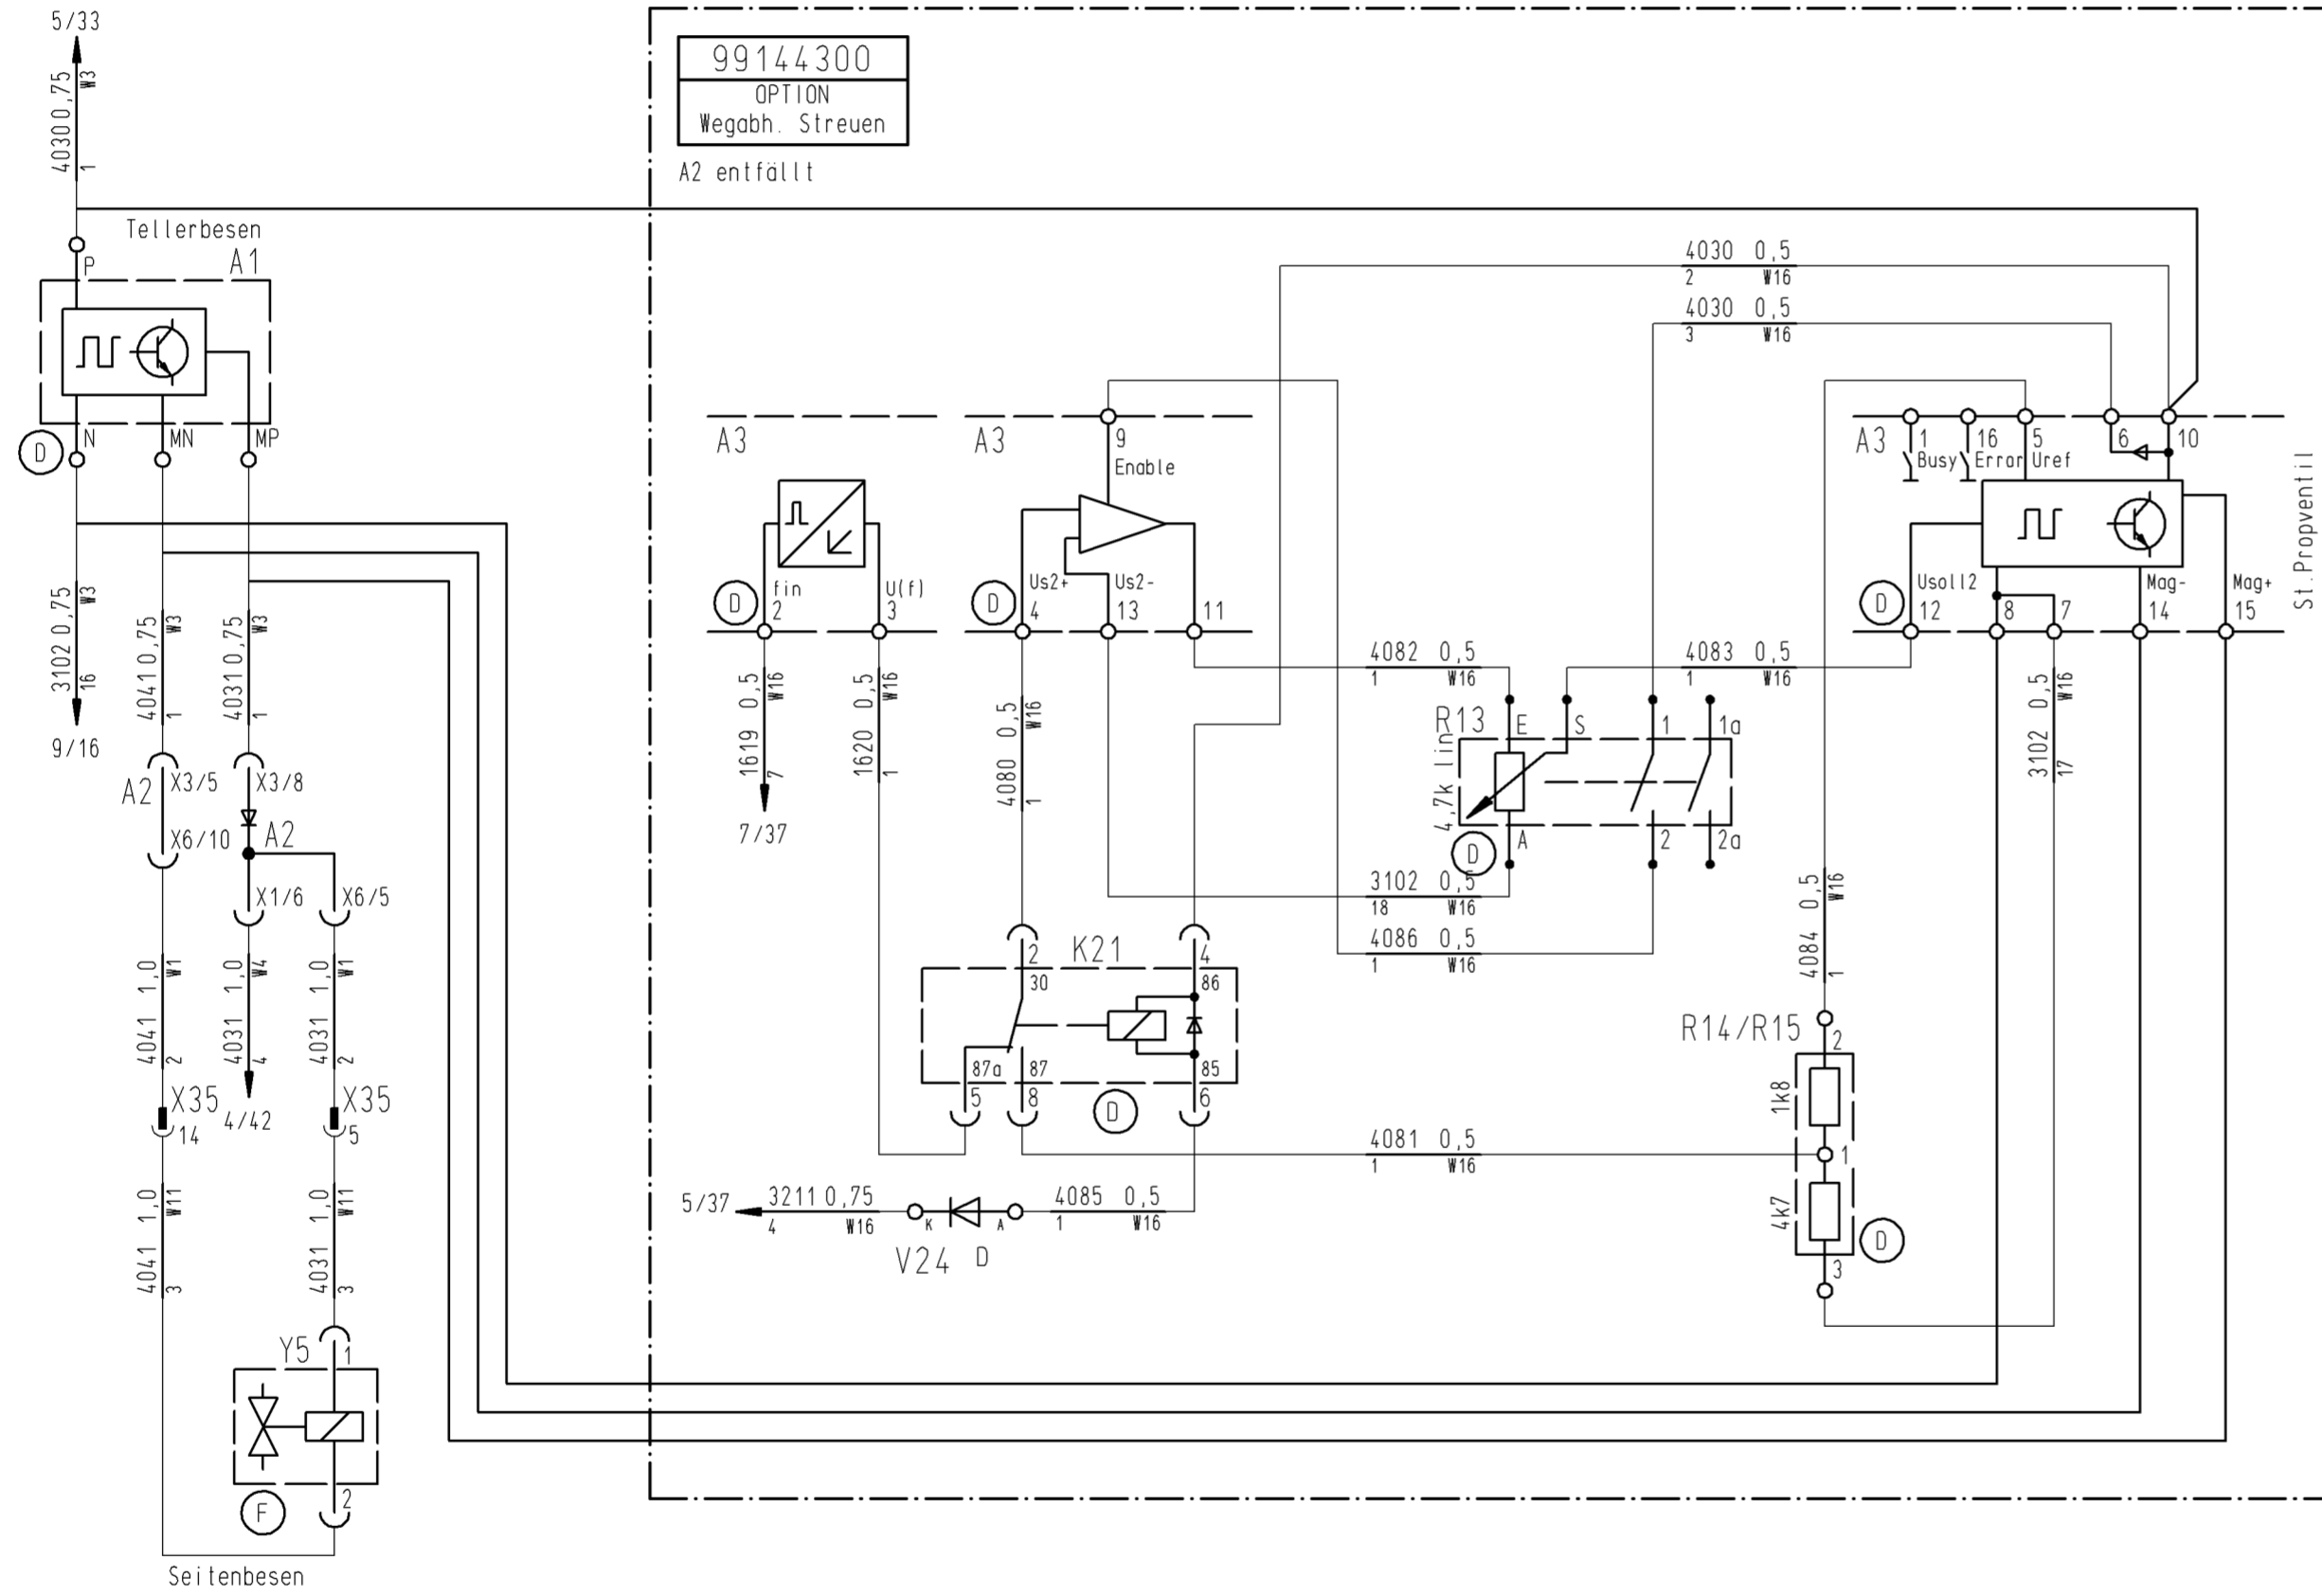 5/33
4030 0,75
W3
1
99144300
OPTION
Wegabh. Streuen
A2 entfällt
Tellerbesen
P
A1
N
MN
MP
D
4030 0,5
2 W16
4030 0,5
3 W16
A3
A3
9
Enable
A3
1
Busy
16
Error
5
Uref
6
10
St.Propventil
D
fin
2
U(f)
3
D
Us2+
4
Us2-
13
11
D
Usoll2
12
8
7
Mag-
14
Mag+
15
3102 0,75
W3
16
9/16
4041 0,75
W3
1
4031 0,75
W3
1
1619 0,5
W16
7
7/37
1620 0,5
W16
1
4080 0,5
W16
1
4082 0,5
1 W16
4083 0,5
1 W16
3102 0,5
W16
17
R13
4,7k lin
E
S
1
1a
A
2
2a
D
A2
X3/5
X3/8
X6/10
A2
X1/6
X6/5
3102 0,5
18 W16
4086 0,5
1 W16
4084 0,5
W16
1
4041 1,0
W1
2
4031 1,0
W4
4
4/42
4031 1,0
W1
2
X35
14
X35
5
K21
2
30
4
86
87a
87
85
5
8
6
D
R14/R15
2
1k8
1
4k7
3
D
4081 0,5
1 W16
5/37
3211 0,75
4 W16
K
A
V24 D
4085 0,5
1 W16
4041 1,0
W11
3
4031 1,0
W11
3
Y5
1
2
F
Seitenbesen